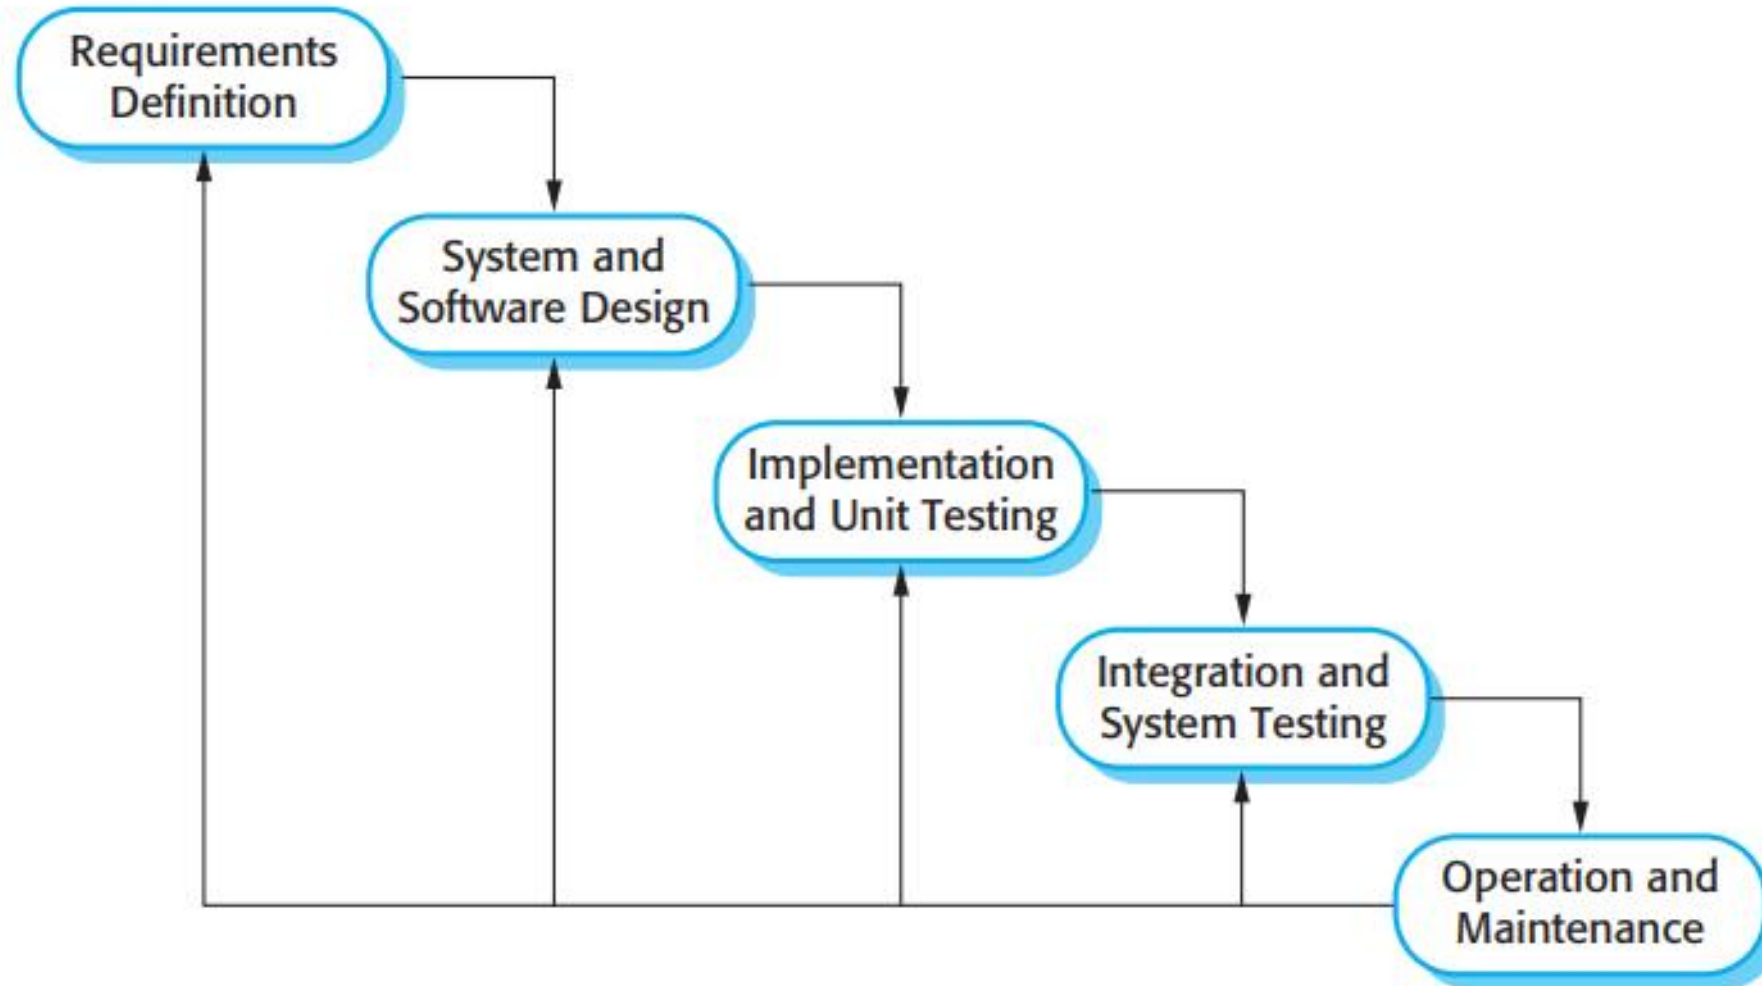 Requirements
Definition
System and
Software Design
Implementation
and Unit Testing
Integration and
System Testing
Operation and
Maintenance